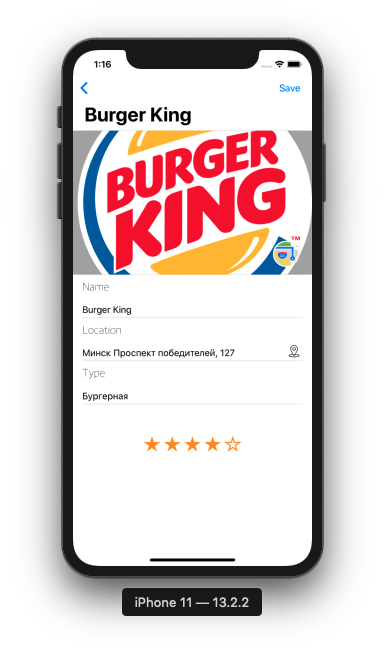 1:16
Save
Burger King
BURGER
KING
TM
Name
Burger King
Location
Минск Проспект победителей, 127
Type
Бургерная
iPhone 11 — 13.2.2